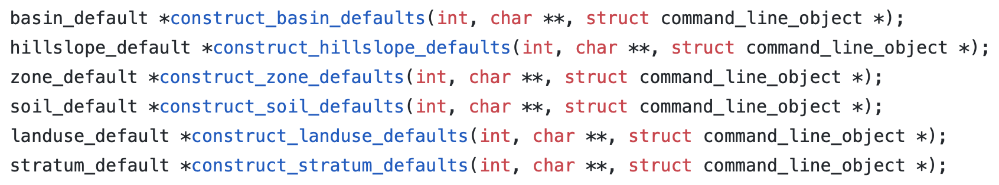 basin_default *construct_basin_defaults(int, char **, struct command_line_object *);
hillslope_default *construct_hillslope_defaults(int, char **, struct command_line_object *);
zone_default *construct_zone_defaults(int, char **, struct command_line_object *);
soil_default *construct_soil_defaults(int, char **, struct command_line_object *);
landuse_default *construct_landuse_defaults(int, char **, struct command_line_object *);
stratum_default *construct_stratum_defaults(int, char **, struct command_line_object *);